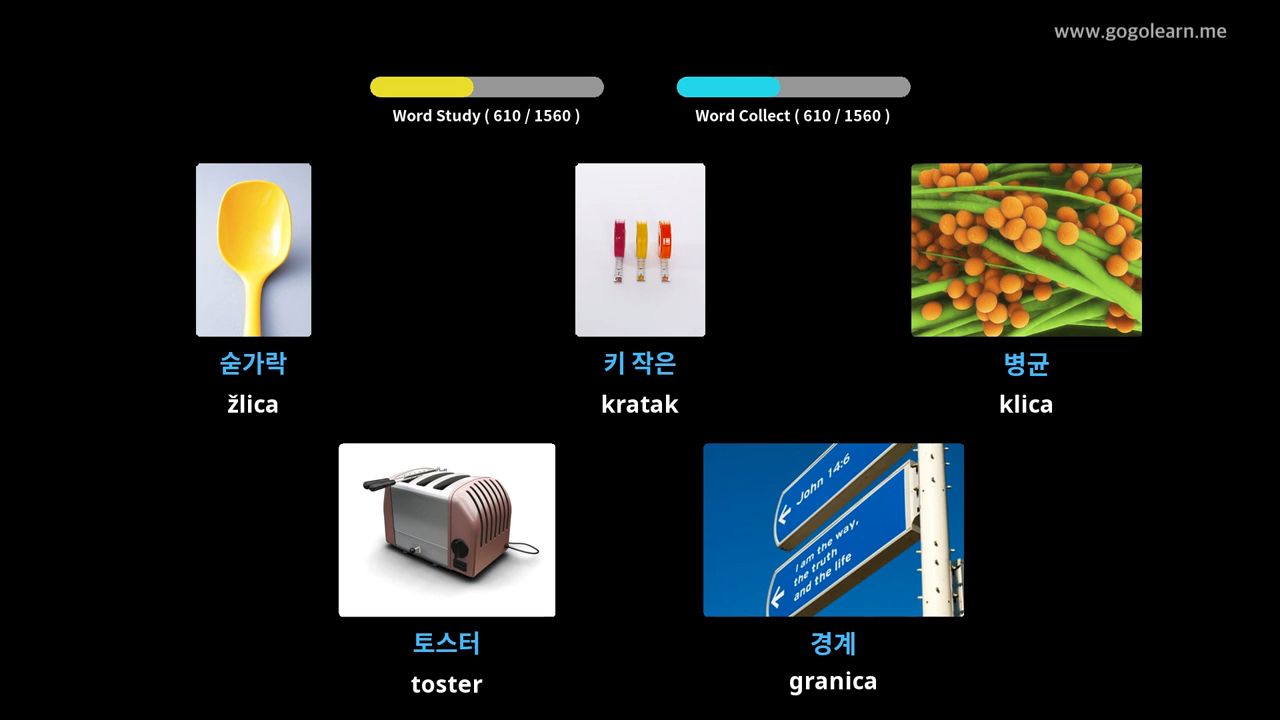 www.gogolearn.me
Word Study ( 610 / 1560 )
Word Collect ( 610 / 1560 )
숟가락
žlica
키 작은
kratak
병균
klica
John 14:6
I am the way,
the truth
and the life
토스터
toster
경계
granica